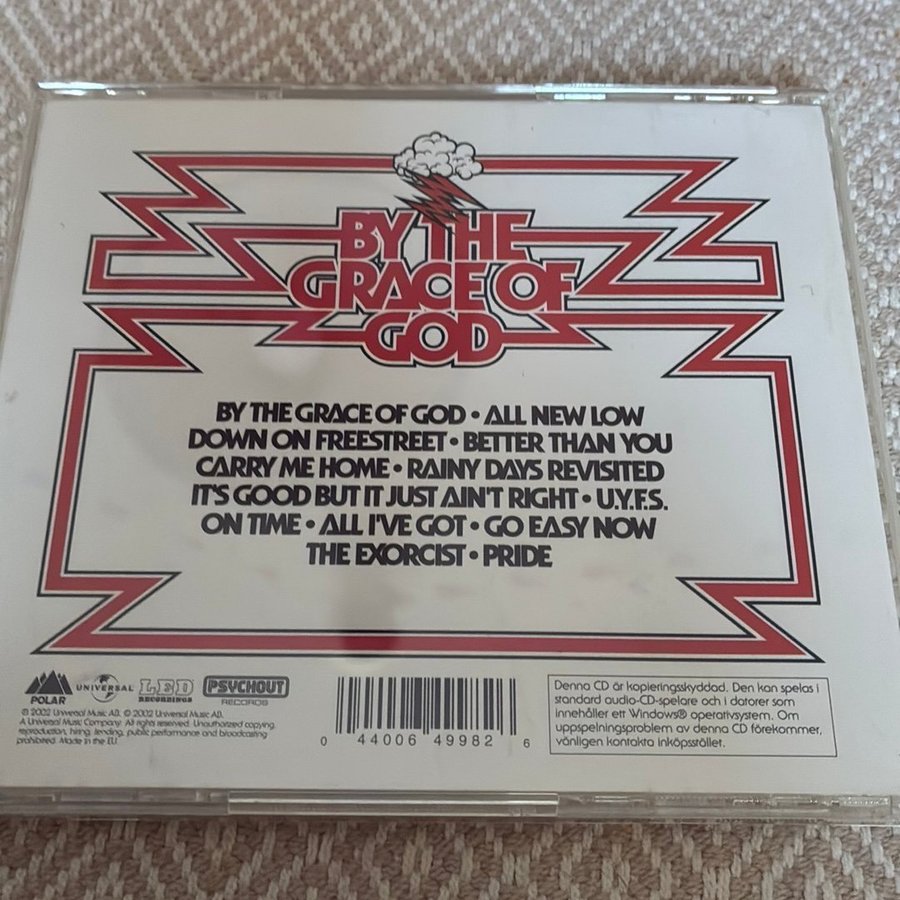 BY THE
GRACE OF
GOD
BY THE GRACE OF GOD • ALL NEW LOW
DOWN ON FREESTREET • BETTER THAN YOU
CARRY ME HOME • RAINY DAYS REVISITED
IT'S GOOD BUT IT JUST AIN'T RIGHT • U.Y.F.S.
ON TIME • ALL I'VE GOT • GO EASY NOW
THE EXORCIST • PRIDE
POLAR
UNIVERSAL
LED
RECORDINGS
PSYCHOUT
RECORDS
℗ 2002 Universal Music AB. © 2002 Universal Music AB.
A Universal Music Company. All rights reserved. Unauthorized copying,
reproduction, hiring, lending, public performance and broadcasting
prohibited. Made in the EU.
0 44006 49982 6
Denna CD är kopieringsskyddad. Den kan spelas i
standard audio-CD-spelare och i datorer som
innehåller ett Windows® operativsystem. Om
uppspelningsproblem av denna CD förekommer,
vänligen kontakta inköpsstället.